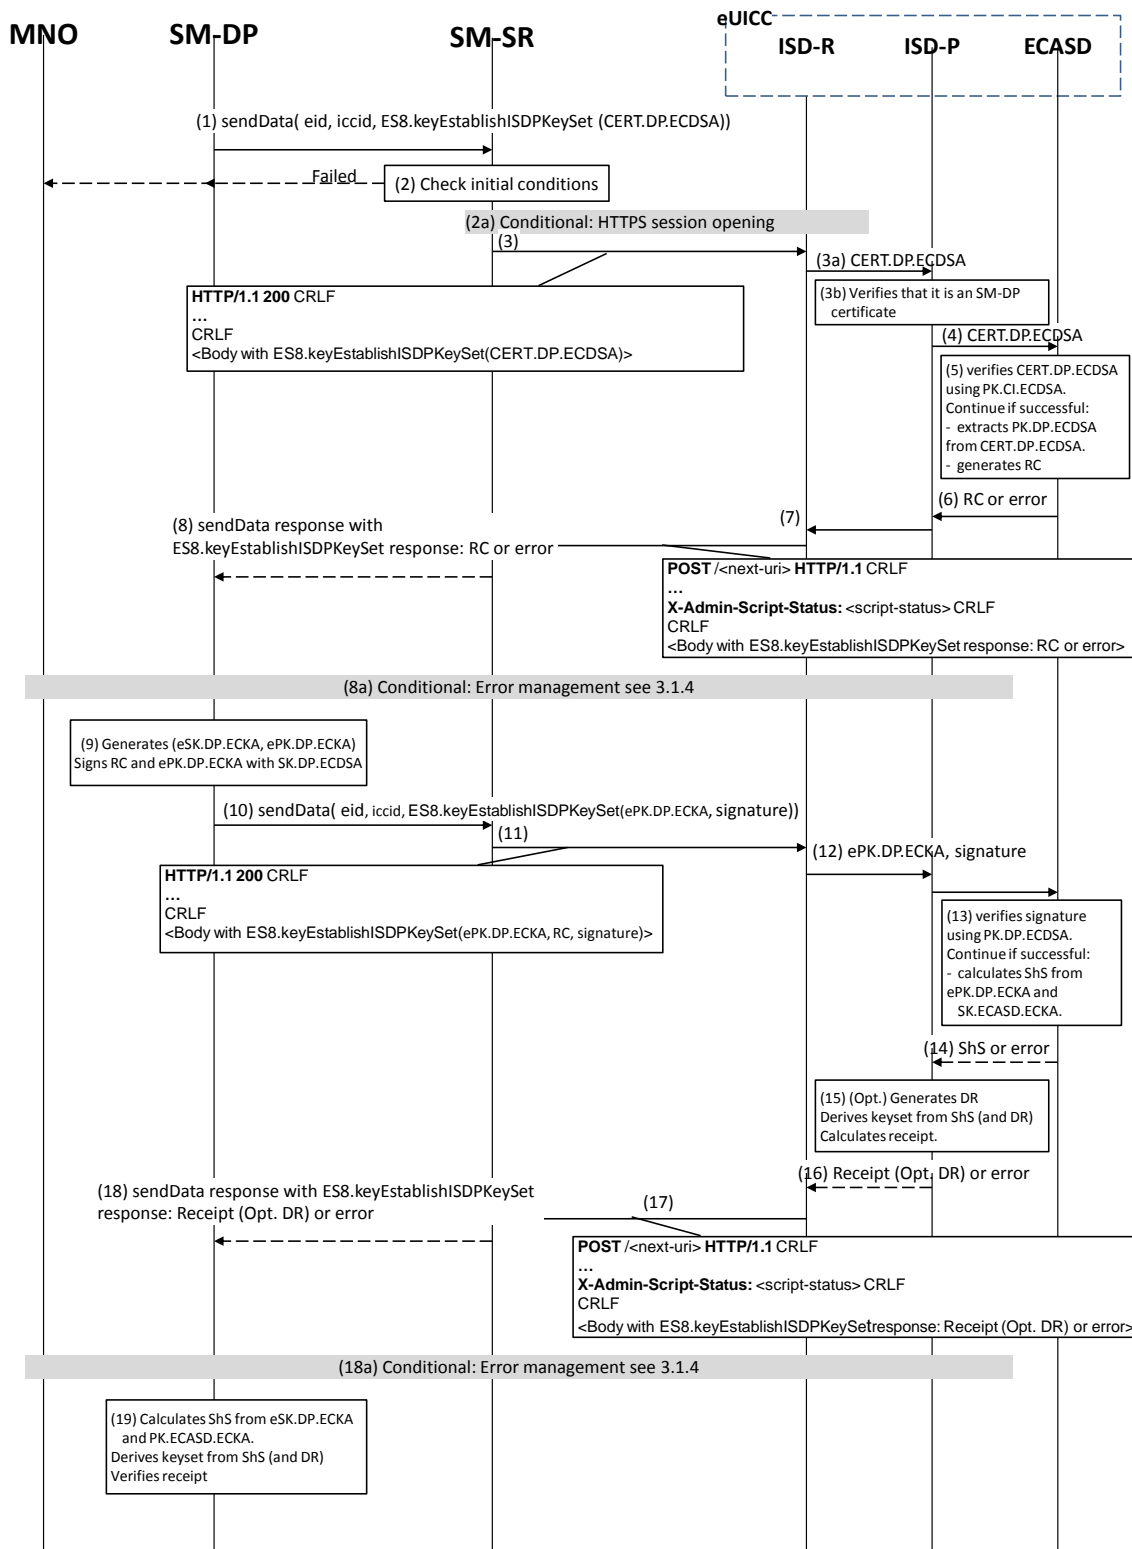 eUICC
MNO
SM-DP
SM-SR
ISD-R
ISD-P
ECASD
(1) sendData( eid, iccid, ES8.keyEstablishISDPKeySet (CERT.DP.ECDSA))
Failed
(2) Check initial conditions
(2a) Conditional: HTTPS session opening
(3)
(3a) CERT.DP.ECDSA
HTTP/1.1 200 CRLF
...
CRLF
<Body with ES8.keyEstablishISDPKeySet(CERT.DP.ECDSA)>
(3b) Verifies that it is an SM-DP
certificate
(4) CERT.DP.ECDSA
(5) verifies CERT.DP.ECDSA
using PK.CI.ECDSA.
Continue if successful:
- extracts PK.DP.ECDSA
from CERT.DP.ECDSA.
- generates RC
(6) RC or error
(7)
(8) sendData response with
ES8.keyEstablishISDPKeySet response: RC or error
POST /<next-uri> HTTP/1.1 CRLF
...
X-Admin-Script-Status: <script-status> CRLF
CRLF
<Body with ES8.keyEstablishISDPKeySet response: RC or error>
(8a) Conditional: Error management see 3.1.4
(9) Generates (eSK.DP.ECKA, ePK.DP.ECKA)
Signs RC and ePK.DP.ECKA with SK.DP.ECDSA
(10) sendData( eid, iccid, ES8.keyEstablishISDPKeySet(ePK.DP.ECKA, signature))
(11)
(12) ePK.DP.ECKA, signature
HTTP/1.1 200 CRLF
...
CRLF
<Body with ES8.keyEstablishISDPKeySet(ePK.DP.ECKA, RC, signature)>
(13) verifies signature
using PK.DP.ECDSA.
Continue if successful:
- calculates ShS from
ePK.DP.ECKA and
SK.ECASD.ECKA.
(14) ShS or error
(15) (Opt.) Generates DR
Derives keyset from ShS (and DR)
Calculates receipt.
(16) Receipt (Opt. DR) or error
(17)
(18) sendData response with ES8.keyEstablishISDPKeySet
response: Receipt (Opt. DR) or error
POST /<next-uri> HTTP/1.1 CRLF
...
X-Admin-Script-Status: <script-status> CRLF
CRLF
<Body with ES8.keyEstablishISDPKeySet response: Receipt (Opt. DR) or error>
(18a) Conditional: Error management see 3.1.4
(19) Calculates ShS from eSK.DP.ECKA
and PK.ECASD.ECKA.
Derives keyset from ShS (and DR)
Verifies receipt